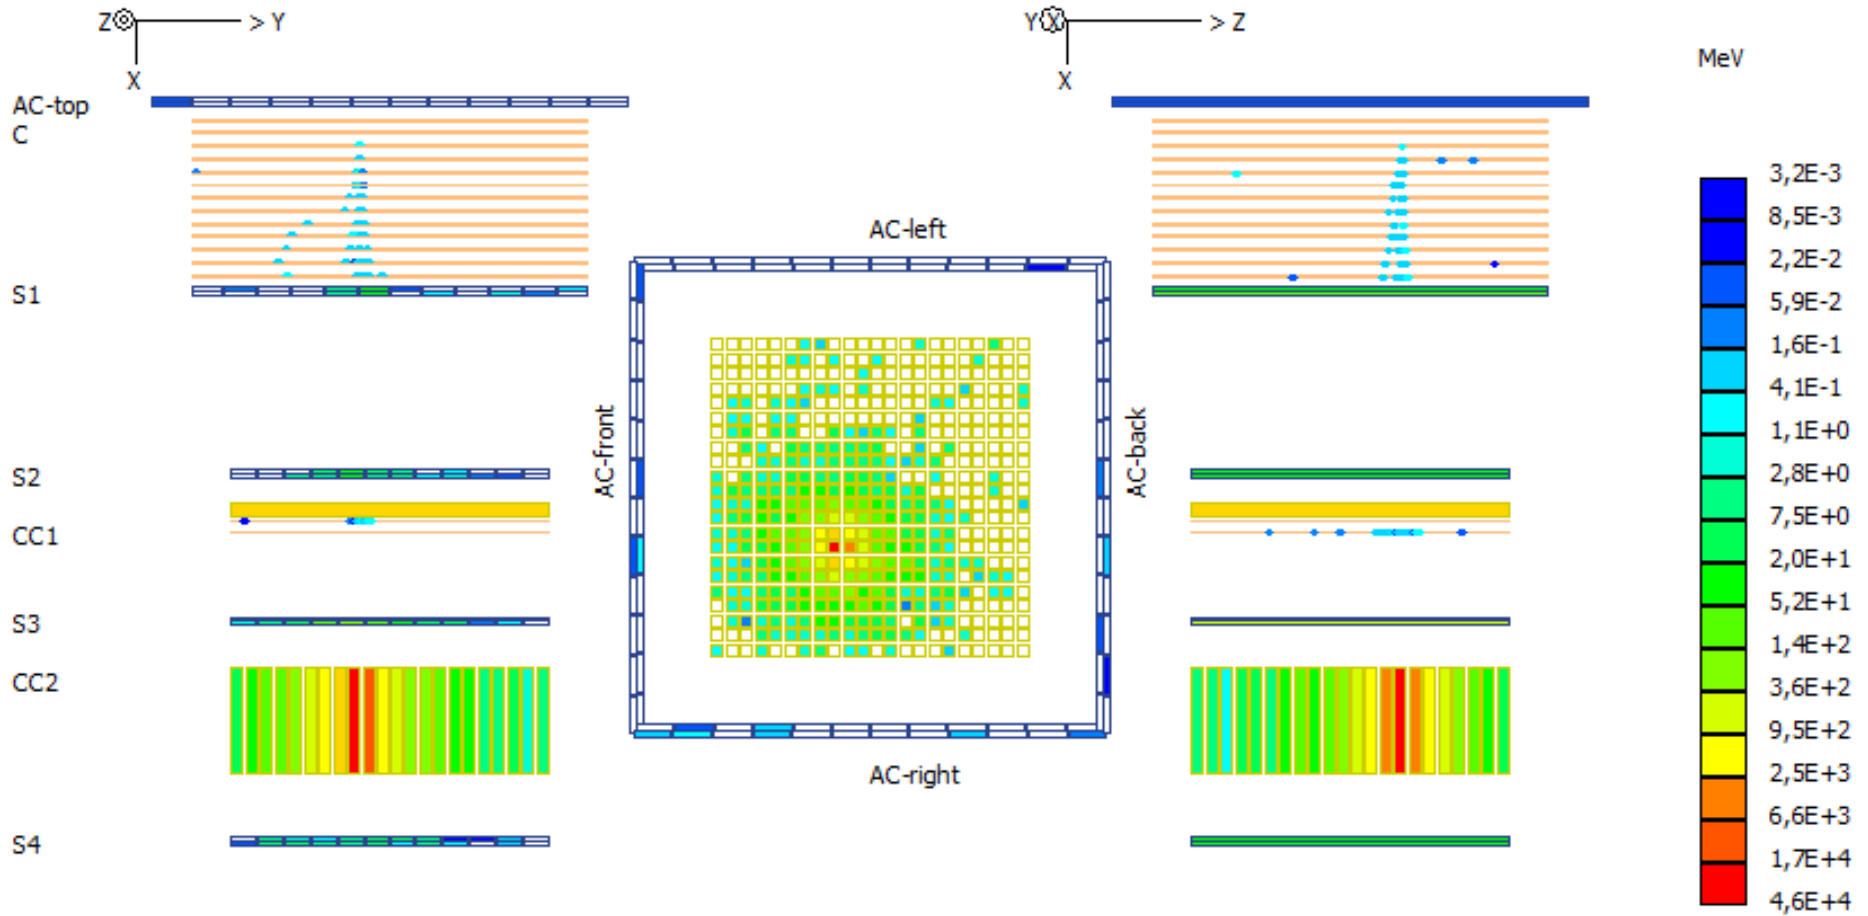 Z > Y
X
Y X > Z
X
MeV
AC-top
C
S1
S2
CC1
S3
CC2
S4
AC-left
AC-front
AC-back
AC-right
3,2E-3
8,5E-3
2,2E-2
5,9E-2
1,6E-1
4,1E-1
1,1E+0
2,8E+0
7,5E+0
2,0E+1
5,2E+1
1,4E+2
3,6E+2
9,5E+2
2,5E+3
6,6E+3
1,7E+4
4,6E+4